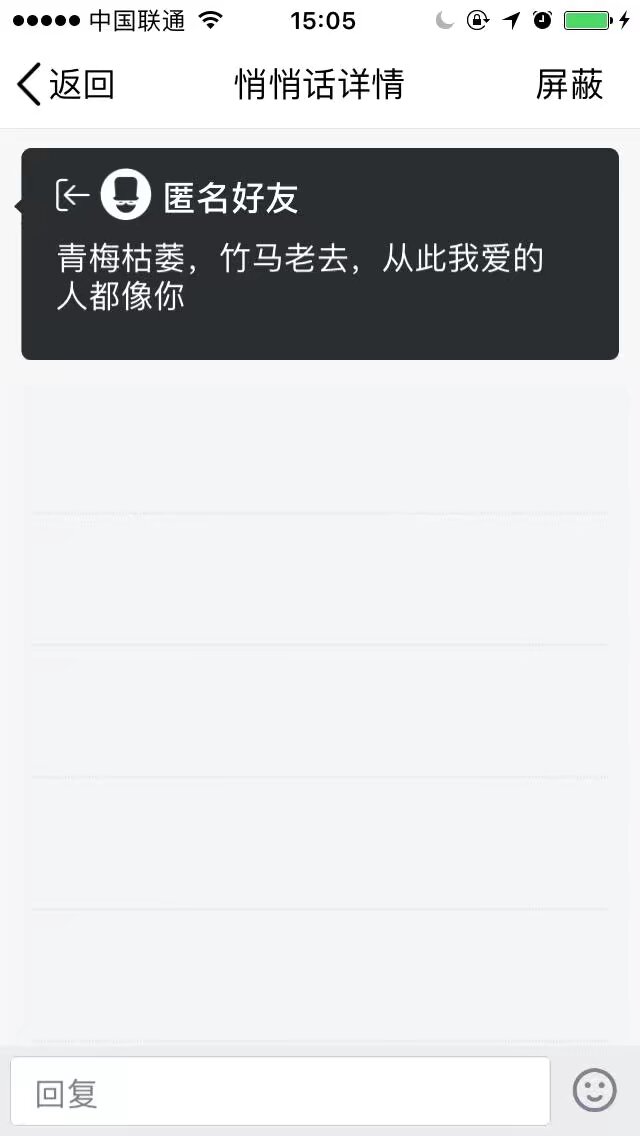 中国联通 15:05
返回 悄悄话详情 屏蔽
匿名好友
青梅枯萎，竹马老去，从此我爱的
人都像你
回复